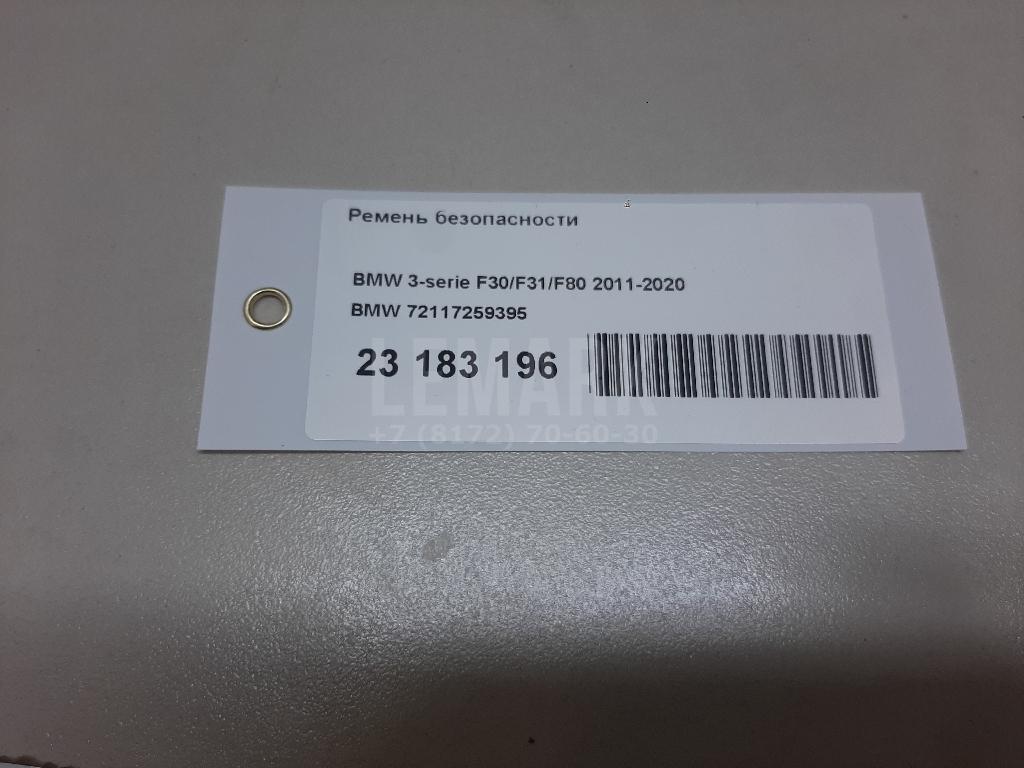 Ремень безопасности
BMW 3-serie F30/F31/F80 2011-2020
BMW 72117259395
23 183 196
LEMARK
+7 (8172) 70-60-30